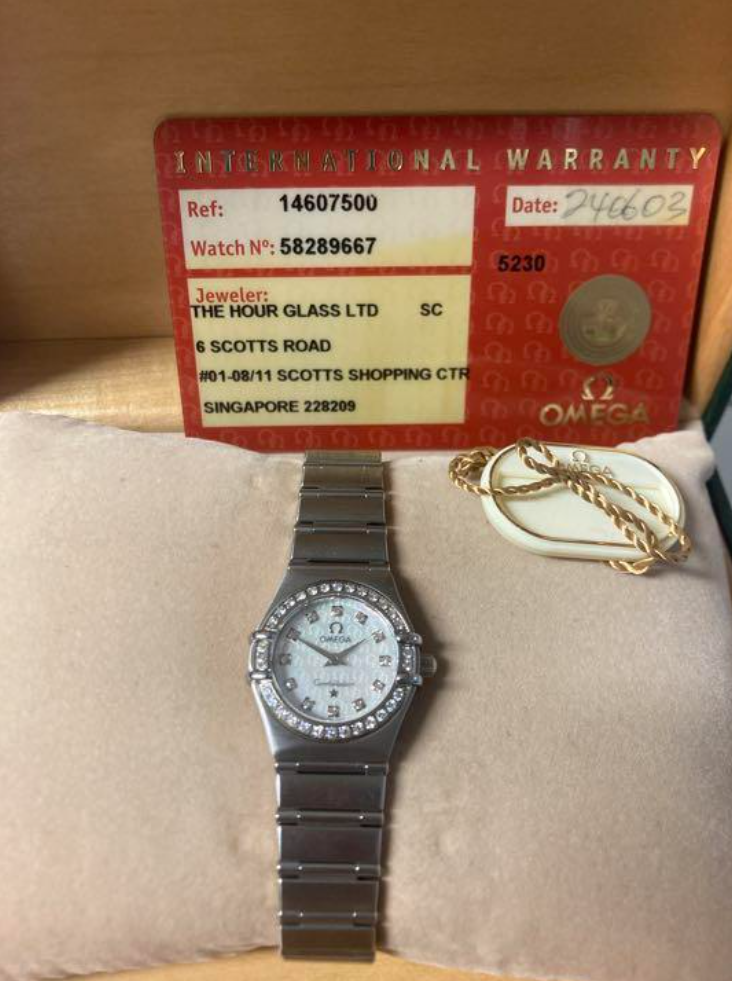 INTERNATIONAL WARRANTY
Ref: 14607500
Date: 240603
Watch Nº: 58289667
5230
Jeweler:
THE HOUR GLASS LTD SC
6 SCOTTS ROAD
#01-08/11 SCOTTS SHOPPING CTR
SINGAPORE 228209
Ω
OMEGA
Ω
OMEGA
Ω
OMEGA
Constellation